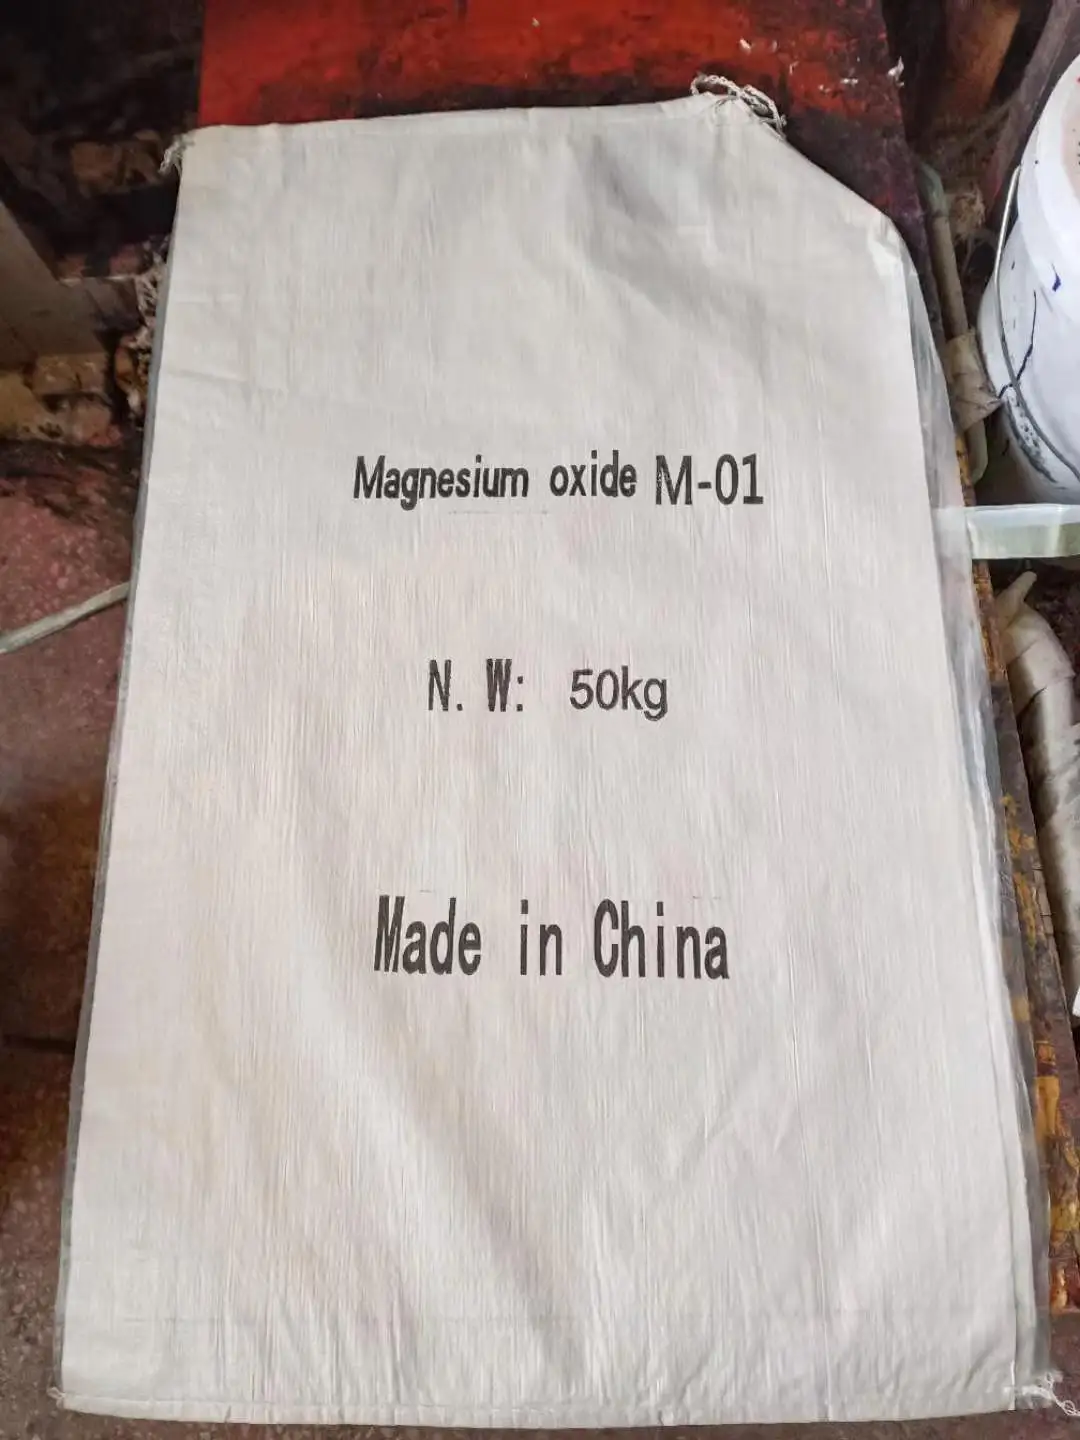 Magnesium oxide M-01
N. W: 50kg
Made in China